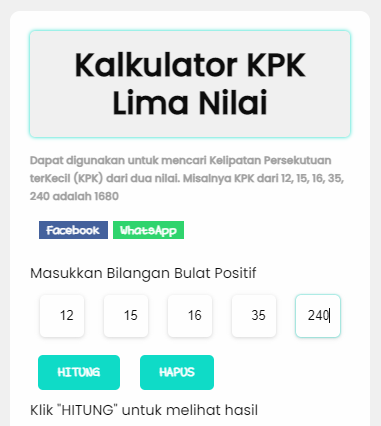 Kalkulator KPK
Lima Nilai
Dapat digunakan untuk mencari Kelipatan Persekutuan
terKecil (KPK) dari dua nilai. Misalnya KPK dari 12, 15, 16, 35,
240 adalah 1680
Facebook WhatsApp
Masukkan Bilangan Bulat Positif
12 15 16 35 240
HITUNG HAPUS
Klik "HITUNG" untuk melihat hasil